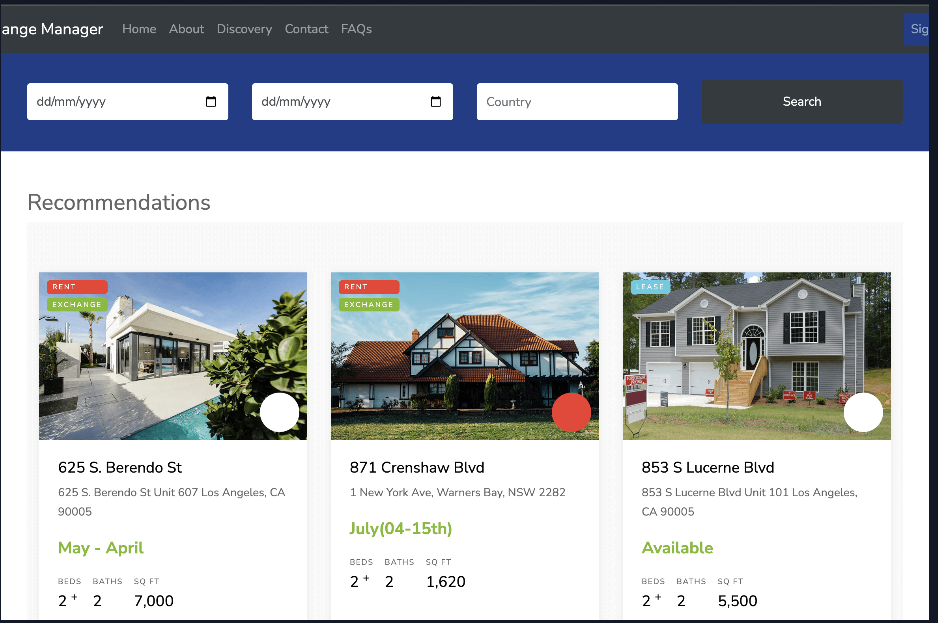 ange Manager Home About Discovery Contact FAQs Sig
dd/mm/yyyy dd/mm/yyyy Country Search
Recommendations
RENT
EXCHANGE
625 S. Berendo St
625 S. Berendo St Unit 607 Los Angeles, CA
90005
May - April
BEDS BATHS SQ FT
2 + 2 7,000
RENT
EXCHANGE
871 Crenshaw Blvd
1 New York Ave, Warners Bay, NSW 2282
July(04-15th)
BEDS BATHS SQ FT
2 + 2 1,620
LEASE
853 S Lucerne Blvd
853 S Lucerne Blvd Unit 101 Los Angeles,
CA 90005
Available
BEDS BATHS SQ FT
2 + 2 5,500